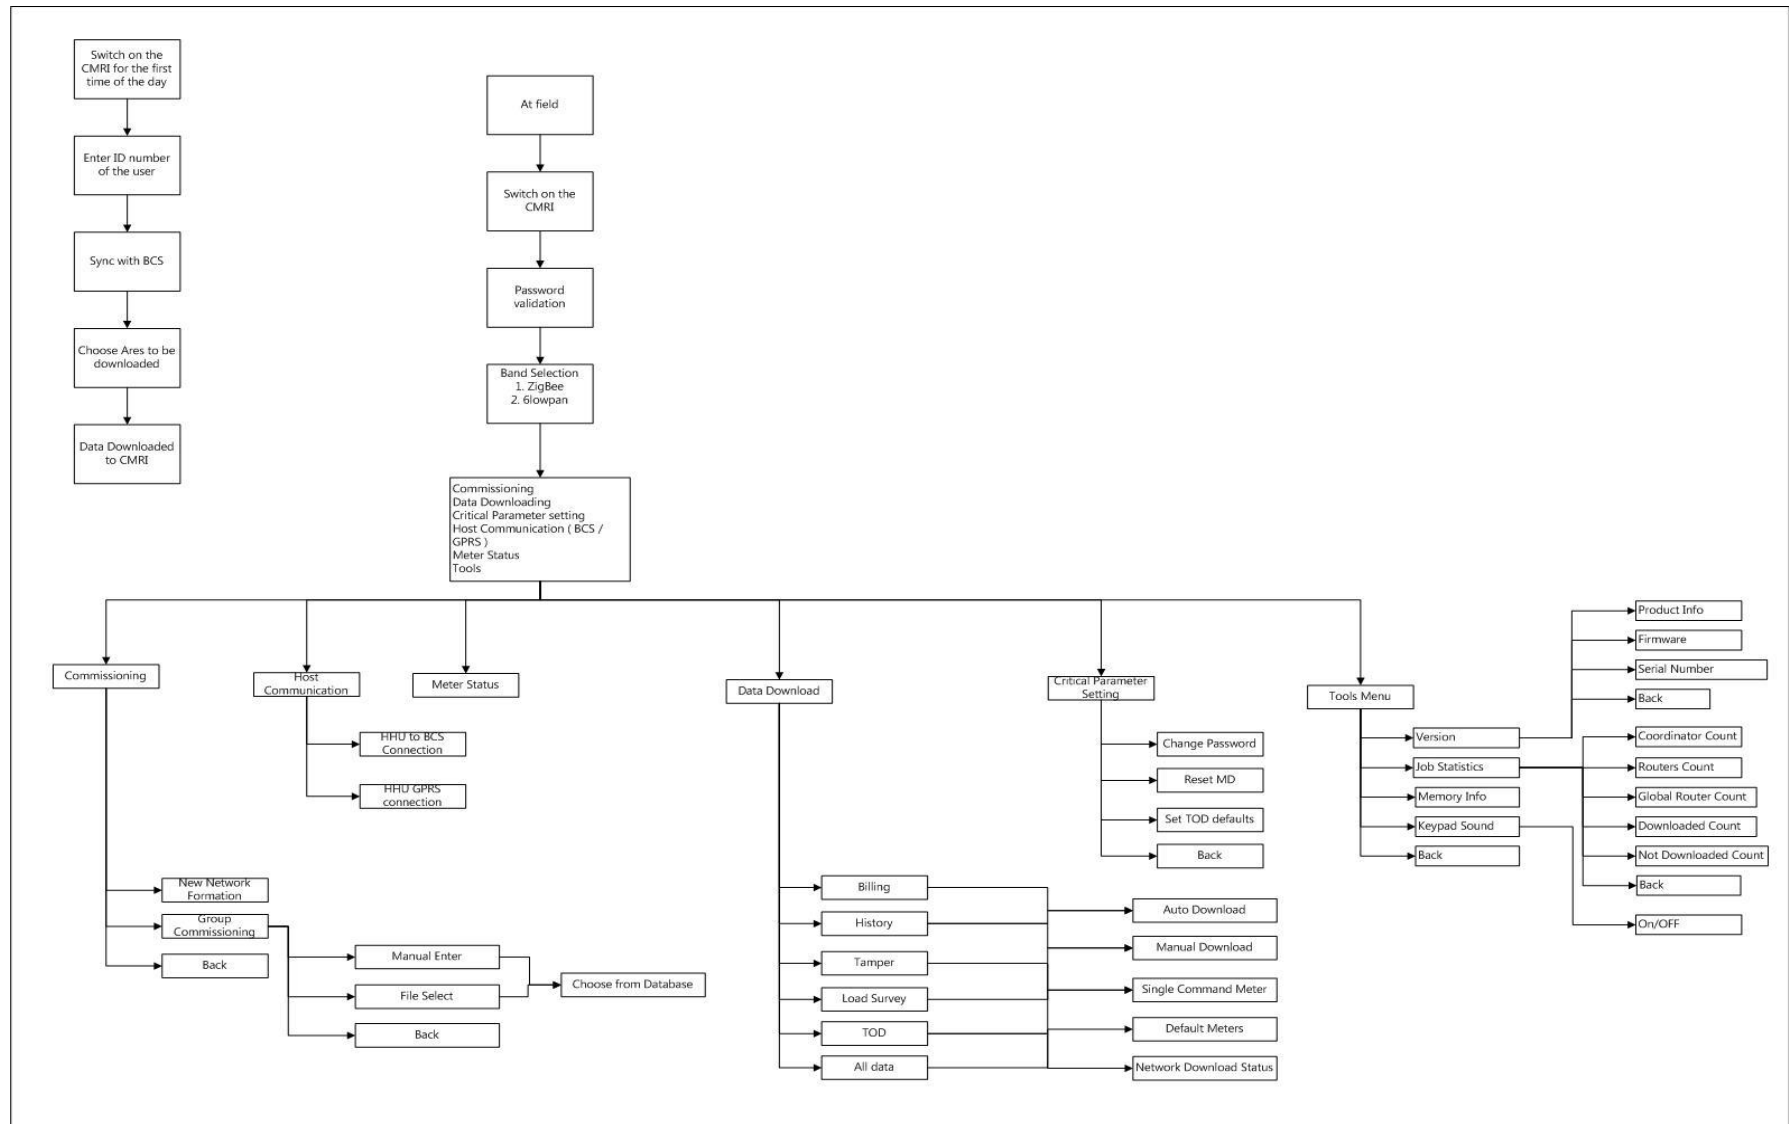 Switch on the
CMRI for the first
time of the day
Enter ID number
of the user
Sync with BCS
Choose Ares to be
downloaded
Data Downloaded
to CMRI
At field
Switch on the
CMRI
Password
validation
Band Selection
1. ZigBee
2. 6lowpan
Commissioning
Data Downloading
Critical Parameter setting
Host Communication ( BCS /
GPRS )
Meter Status
Tools
Commissioning
New Network
Formation
Group
Commissioning
Back
Manual Enter
File Select
Back
Choose from Database
Host
Communication
HHU to BCS
Connection
HHU GPRS
connection
Meter Status
Data Download
Billing
History
Tamper
Load Survey
TOD
All data
Auto Download
Manual Download
Single Command Meter
Default Meters
Network Download Status
Critical Parameter
Setting
Change Password
Reset MD
Set TOD defaults
Back
Tools Menu
Version
Job Statistics
Memory Info
Keypad Sound
Back
Product Info
Firmware
Serial Number
Back
Coordinator Count
Routers Count
Global Router Count
Downloaded Count
Not Downloaded Count
Back
On/OFF